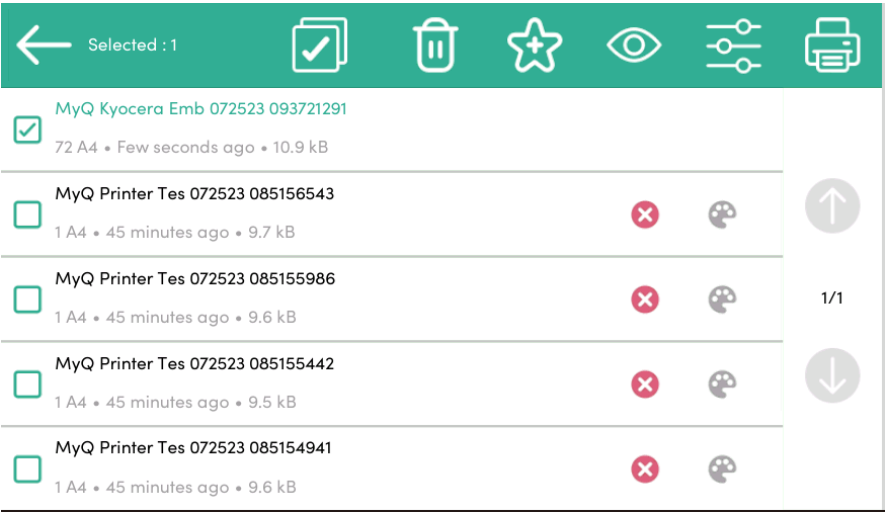 Selected : 1
MyQ Kyocera Emb 072523 093721291
72 A4 • Few seconds ago • 10.9 kB
MyQ Printer Tes 072523 085156543
1 A4 • 45 minutes ago • 9.7 kB
MyQ Printer Tes 072523 085155986
1 A4 • 45 minutes ago • 9.6 kB
1/1
MyQ Printer Tes 072523 085155442
1 A4 • 45 minutes ago • 9.5 kB
MyQ Printer Tes 072523 085154941
1 A4 • 45 minutes ago • 9.6 kB